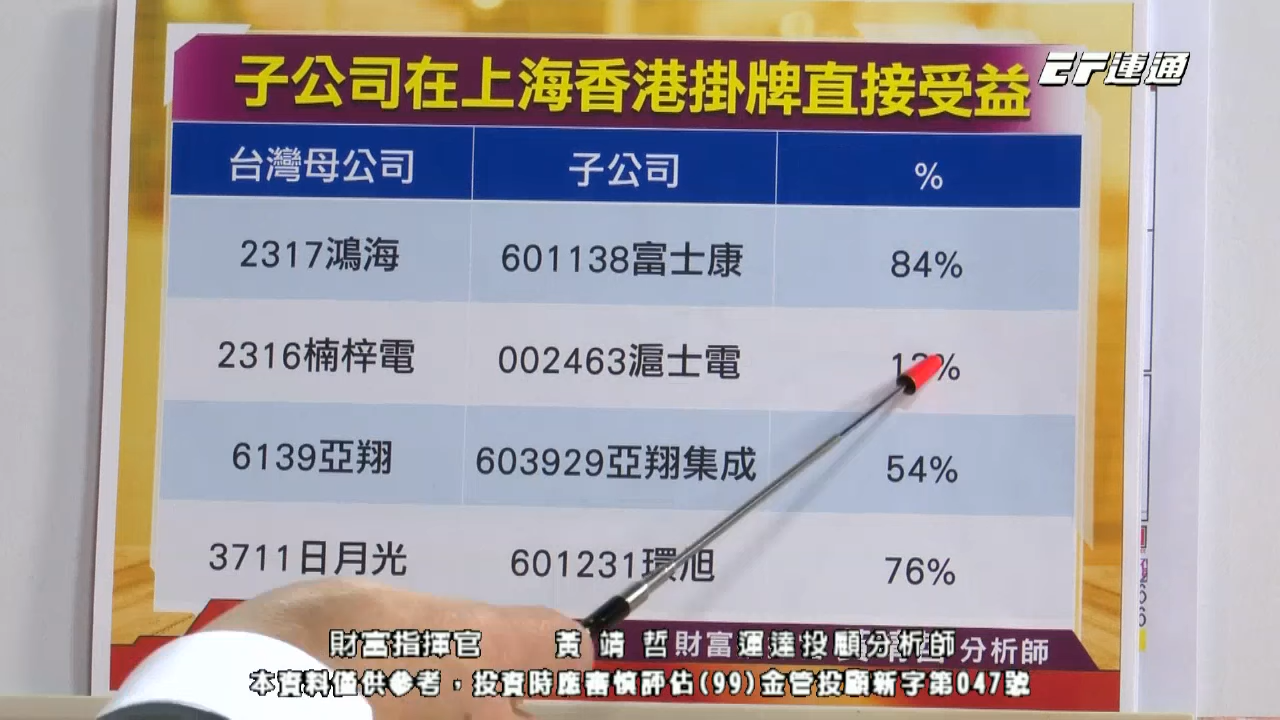 子公司在上海香港掛牌直接受益
EF運通
台灣母公司 子公司 %
2317鴻海 601138富士康 84%
2316楠梓電 002463滬士電
6139亞翔 603929亞翔集成 54%
3711日月光 601231環旭 76%
財富指揮官 黃靖哲 財富 運達投顧分析師 分析師
本資料僅供參考，投資時應審慎評估(99)金管投顧新字第047號